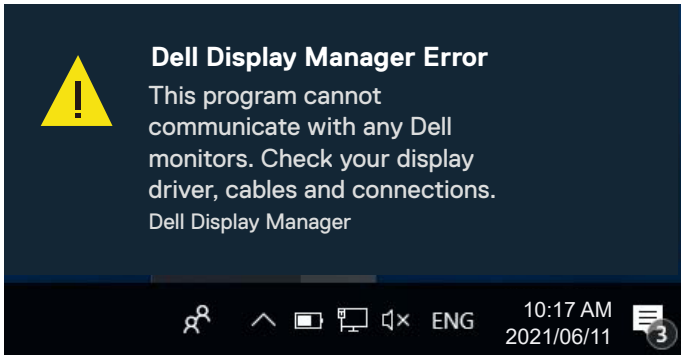 Dell Display Manager Error
This program cannot
communicate with any Dell
monitors. Check your display
driver, cables and connections.
Dell Display Manager
ENG
10:17 AM
2021/06/11
3